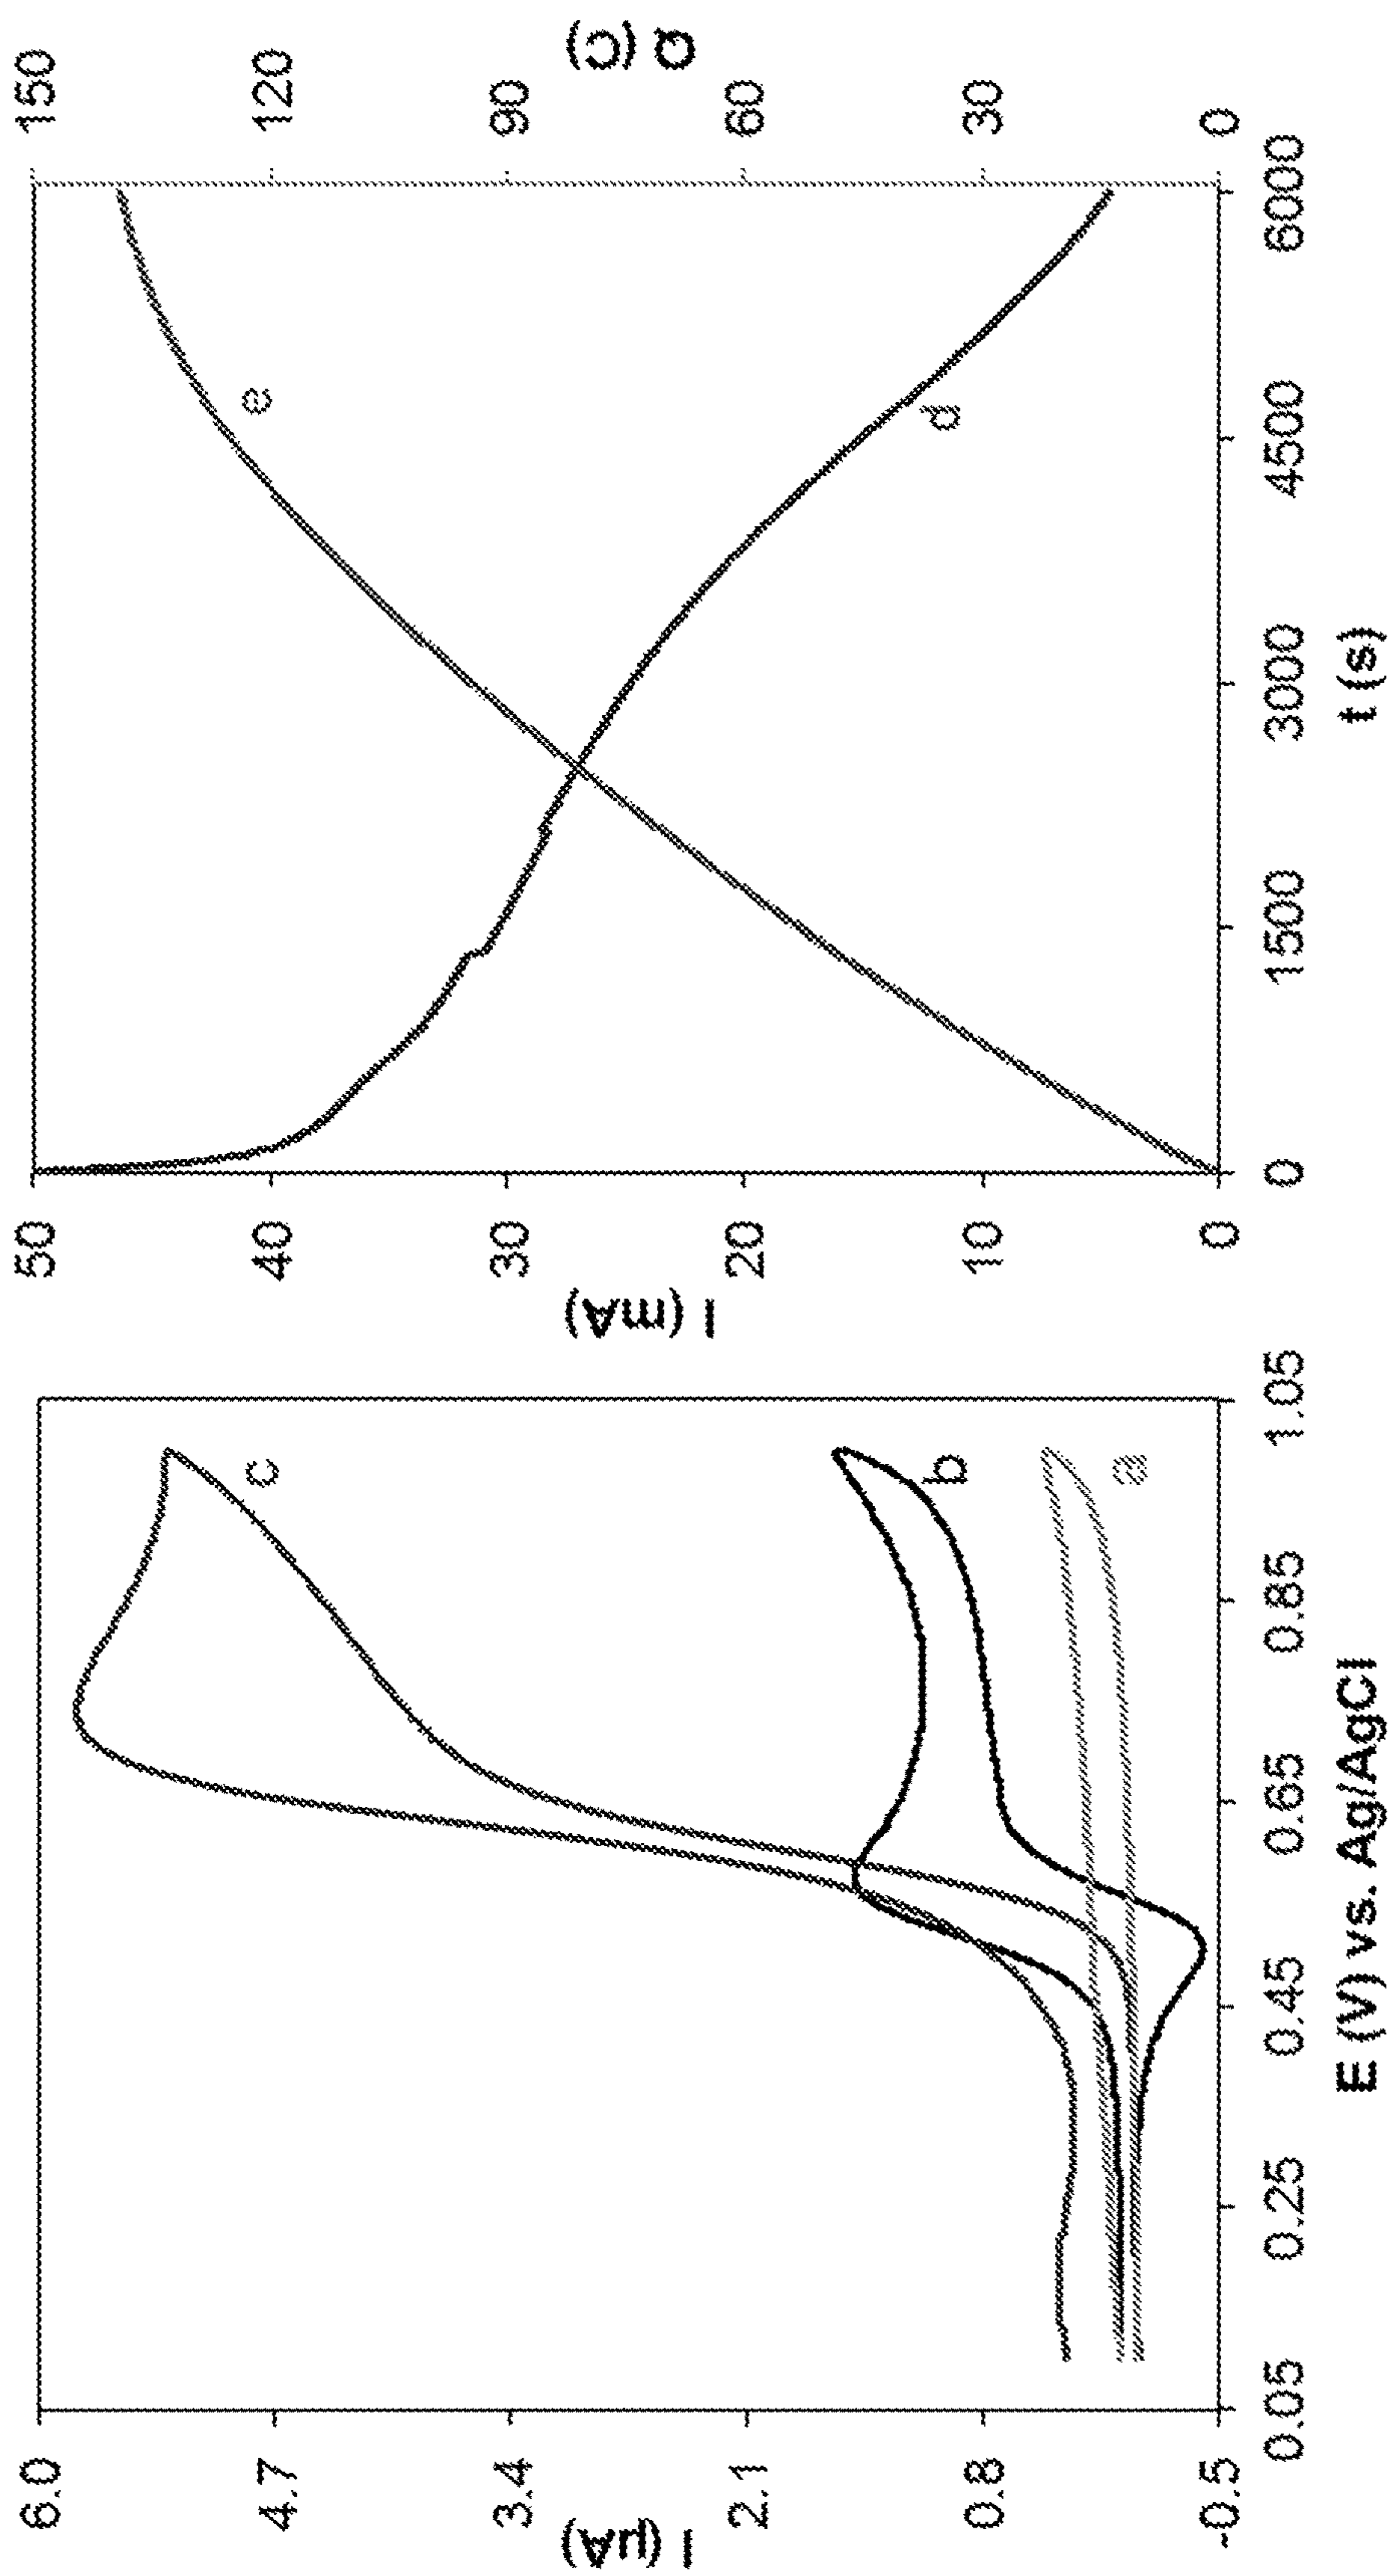 6.0
4.7
3.4
2.1
0.8
-0.5
I (µA)
0.05
0.25
0.45
0.65
0.85
1.05
E (V) vs. Ag/AgCl
a
b
c
50
40
30
20
10
0
I (mA)
0
1500
3000
4500
6000
t (s)
d
e
150
120
90
60
30
0
Q (C)